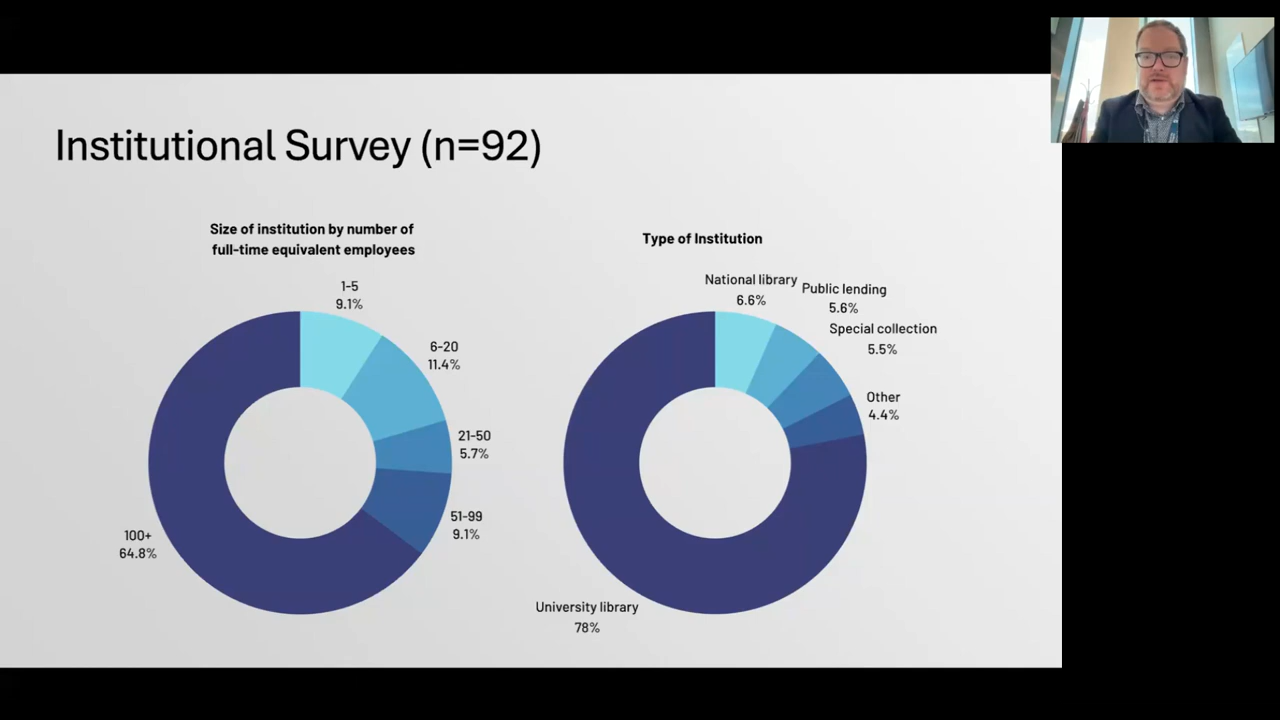 Institutional Survey (n=92)
Size of institution by number of
full-time equivalent employees
1-5
9.1%
6-20
11.4%
21-50
5.7%
51-99
9.1%
100+
64.8%
Type of Institution
National library
6.6%
Public lending
5.6%
Special collection
5.5%
Other
4.4%
University library
78%